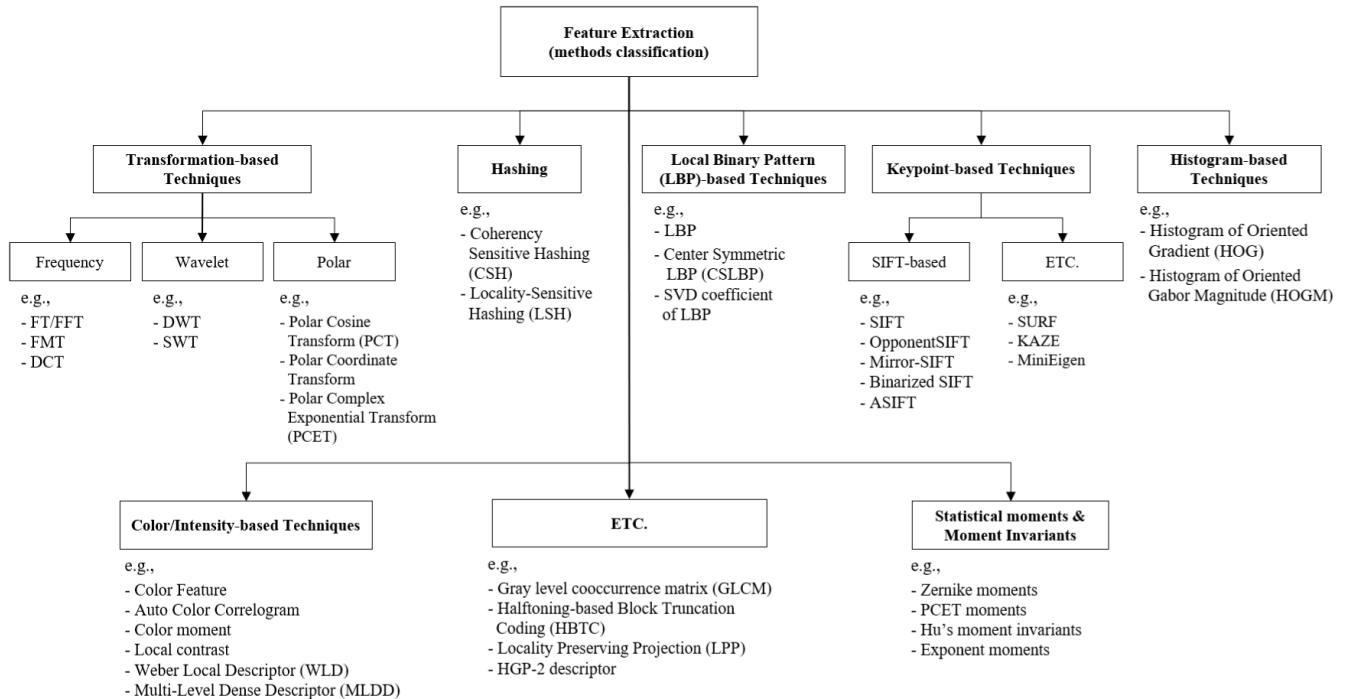 Feature Extraction
(methods classification)
Transformation-based
Techniques
Hashing
Local Binary Pattern
(LBP)-based Techniques
Keypoint-based Techniques
Histogram-based
Techniques
Frequency
Wavelet
Polar
e.g.,
- FT/FFT
- FMT
- DCT
e.g.,
- DWT
- SWT
e.g.,
- Polar Cosine
Transform (PCT)
- Polar Coordinate
Transform
- Polar Complex
Exponential Transform
(PCET)
e.g.,
- Coherency
Sensitive Hashing
(CSH)
- Locality-Sensitive
Hashing (LSH)
e.g.,
- LBP
- Center Symmetric
LBP (CSLBP)
- SVD coefficient
of LBP
SIFT-based
ETC.
e.g.,
- SIFT
- OpponentSIFT
- Mirror-SIFT
- Binarized SIFT
- ASIFT
e.g.,
- SURF
- KAZE
- MiniEigen
e.g.,
- Histogram of Oriented
Gradient (HOG)
- Histogram of Oriented
Gabor Magnitude (HOGM)
Color/Intensity-based Techniques
ETC.
Statistical moments &
Moment Invariants
e.g.,
- Color Feature
- Auto Color Correlogram
- Color moment
- Local contrast
- Weber Local Descriptor (WLD)
- Multi-Level Dense Descriptor (MLDD)
e.g.,
- Gray level cooccurrence matrix (GLCM)
- Halftoning-based Block Truncation
Coding (HBTC)
- Locality Preserving Projection (LPP)
- HGP-2 descriptor
e.g.,
- Zernike moments
- PCET moments
- Hu's moment invariants
- Exponent moments